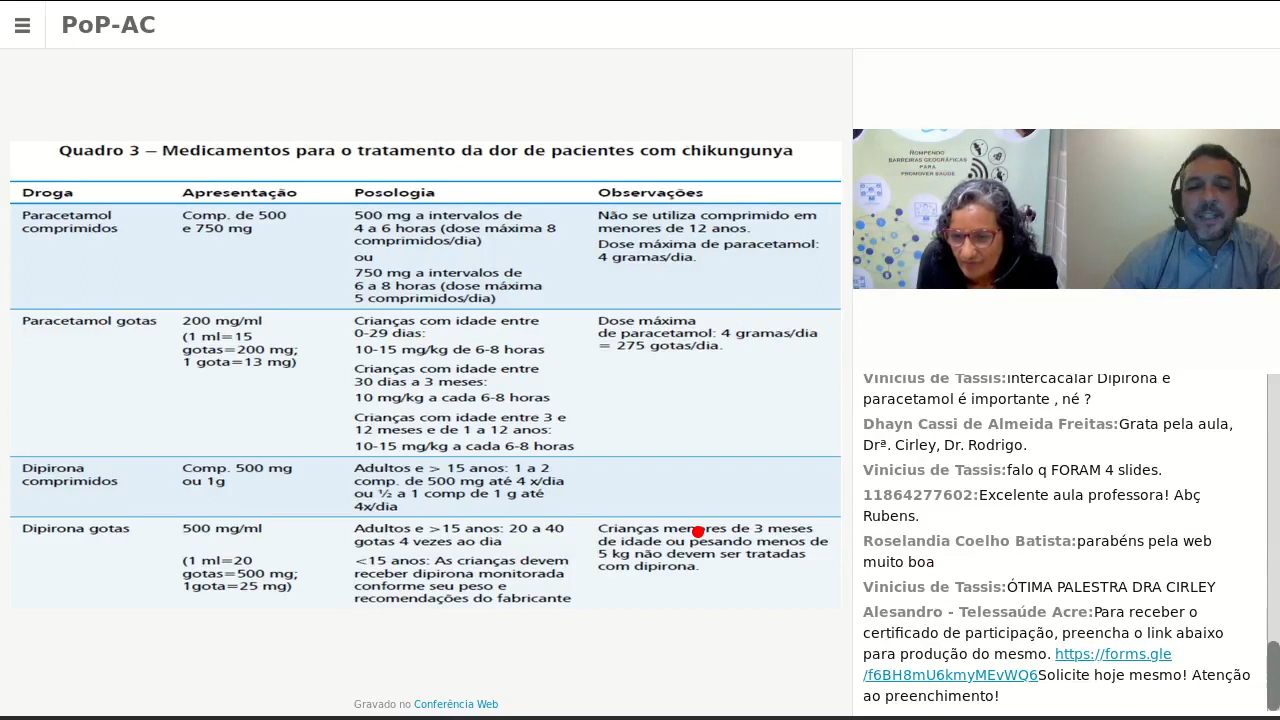 PoP-AC
Quadro 3 – Medicamentos para o tratamento da dor de pacientes com chikungunya
Droga
Apresentação
Posologia
Observações
Paracetamol
comprimidos
Comp. de 500
e 750 mg
500 mg a intervalos de
4 a 6 horas (dose máxima 8
comprimidos/dia)
ou
750 mg a intervalos de
6 a 8 horas (dose máxima
5 comprimidos/dia)
Não se utiliza comprimido em
menores de 12 anos.
Dose máxima de paracetamol:
4 gramas/dia.
Paracetamol gotas
200 mg/ml
(1 ml=15
gotas=200 mg;
1 gota=13 mg)
Crianças com idade entre
0-29 dias:
10-15 mg/kg de 6-8 horas
Crianças com idade entre
30 dias a 3 meses:
10 mg/kg a cada 6-8 horas
Crianças com idade entre 3 e
12 meses e de 1 a 12 anos:
10-15 mg/kg a cada 6-8 horas
Dose máxima
de paracetamol: 4 gramas/dia
= 275 gotas/dia.
Dipirona
comprimidos
Comp. 500 mg
ou 1g
Adultos e > 15 anos: 1 a 2
comp. de 500 mg até 4 x/dia
ou ½ a 1 comp de 1 g até
4x/dia
Dipirona gotas
500 mg/ml
(1 ml=20
gotas=500 mg;
1gota=25 mg)
Adultos e >15 anos: 20 a 40
gotas 4 vezes ao dia
<15 anos: As crianças devem
receber dipirona monitorada
conforme seu peso e
recomendações do fabricante
Crianças menores de 3 meses
de idade ou pesando menos de
5 kg não devem ser tratadas
com dipirona.
Gravado no Conferência Web
ROMPENDO
BARREIRAS GEOGRÁFICAS
PARA
PROMOVER SAÚDE
Vinicius de Tassis:Intercacalar Dipirona e
paracetamol é importante , né ?
Dhayn Cassi de Almeida Freitas:Grata pela aula,
Drª. Cirley, Dr. Rodrigo.
Vinicius de Tassis:falo q FORAM 4 slides.
11864277602:Excelente aula professora! Abç
Rubens.
Roselandia Coelho Batista:parabéns pela web
muito boa
Vinicius de Tassis:ÓTIMA PALESTRA DRA CIRLEY
Alesandro - Telessaúde Acre:Para receber o
certificado de participação, preencha o link abaixo
para produção do mesmo. https://forms.gle
/f6BH8mU6kmyMEvWQ6Solicite hoje mesmo! Atenção
ao preenchimento!